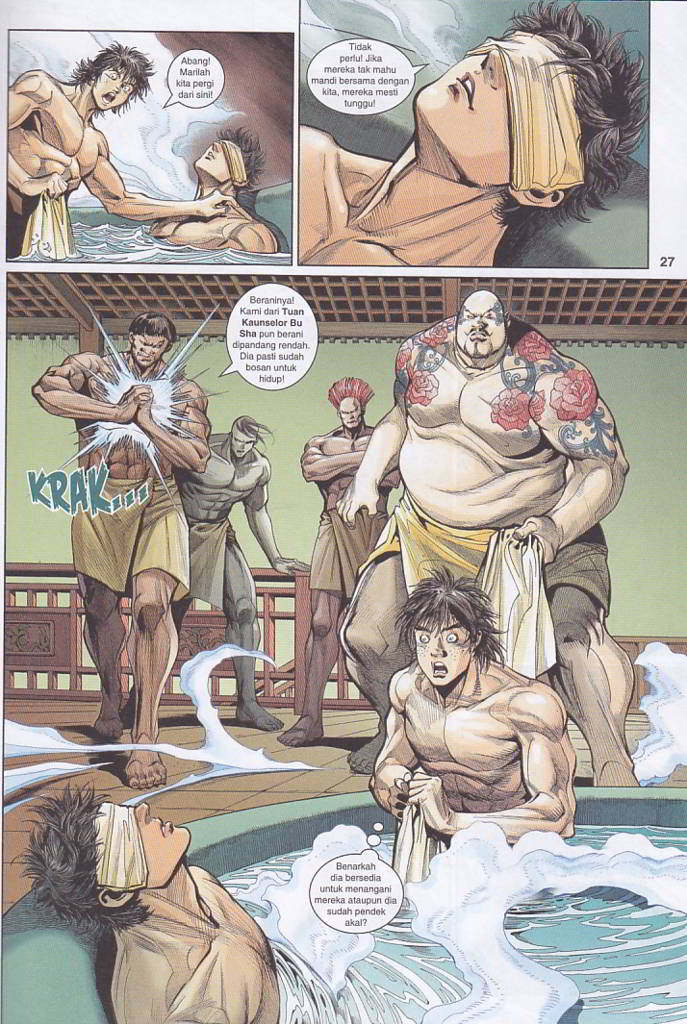 Abang!
Marilah
kita pergi
dari sini!
Tidak
perlu! Jika
mereka tak mahu
mandi bersama dengan
kita, mereka mesti
tunggu!
27
Beraninya!
Kami dari Tuan
Kaunselor Bu
Sha pun berani
dipandang rendah.
Dia pasti sudah
bosan untuk
hidup!
KRAK...
Benarkah
dia bersedia
untuk menangani
mereka ataupun dia
sudah pendek
akal?